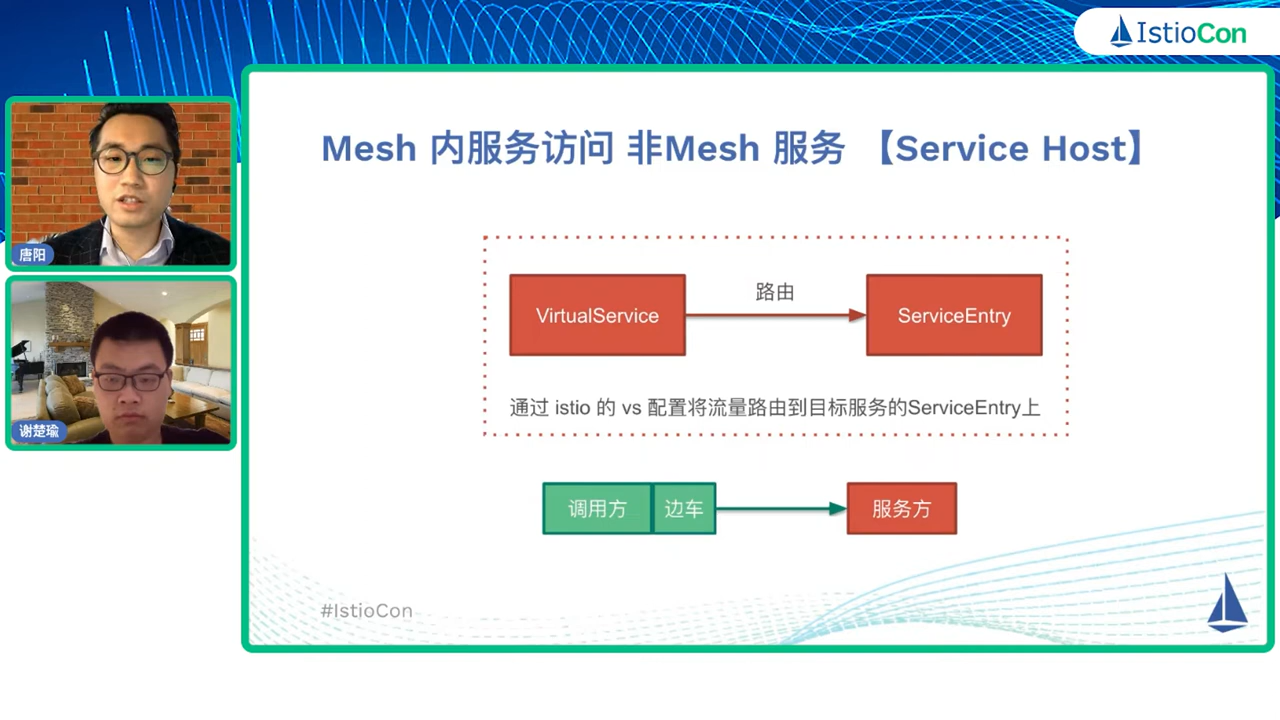 IstioCon
Mesh 内服务访问 非Mesh 服务 【Service Host】
唐阳
谢楚瑜
VirtualService
路由
ServiceEntry
通过 istio 的 vs 配置将流量路由到目标服务的ServiceEntry上
调用方
边车
服务方
#IstioCon